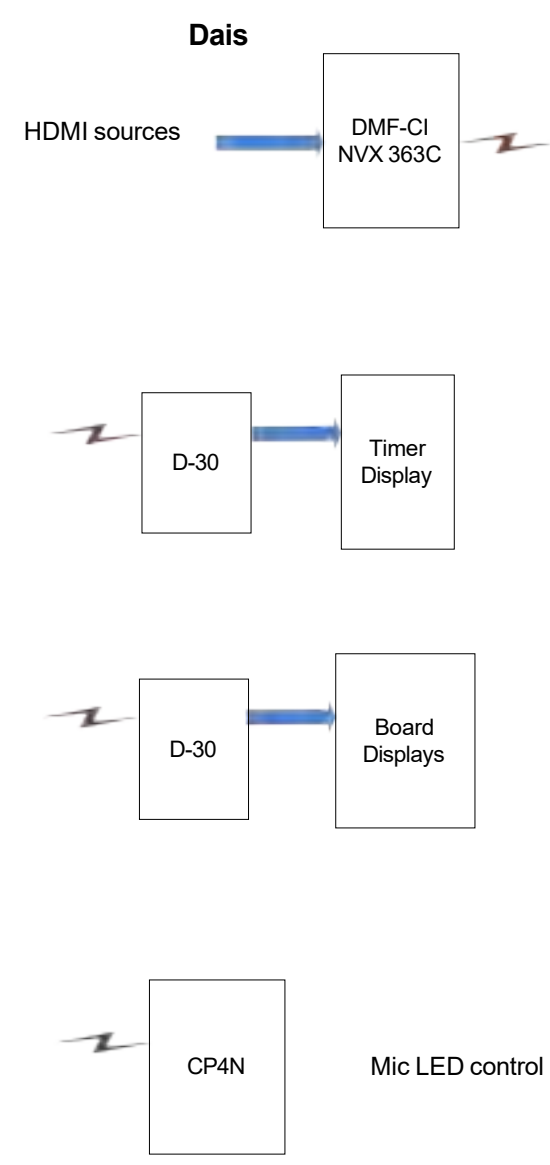 Dais
HDMI sources
DMF-CI
NVX 363C
D-30
Timer
Display
D-30
Board
Displays
CP4N
Mic LED control